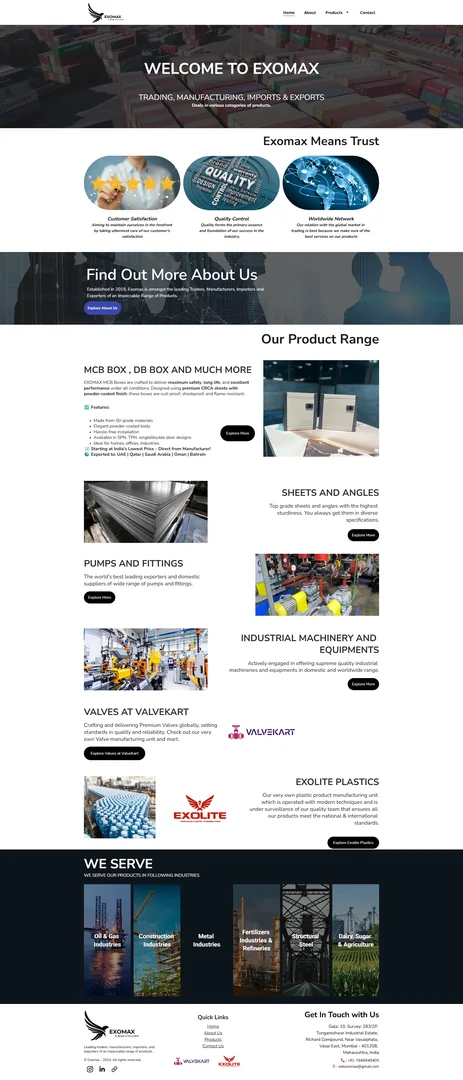 EXOMAX
Home
About
Products
Contact
WELCOME TO EXOMAX
TRADING, MANUFACTURING, IMPORTS & EXPORTS
Deals in various categories of products.
Exomax Means Trust
QUALITY
CONTROL
DESIGN
Customer Satisfaction
Aiming to maintain ourselves in the forefront
by taking uttermost care of our customer's
satisfaction
Quality Control
Quality forms the primary essence
and foundation of our success in the
industry.
Worldwide Network
Our relation with the global market in
trading is best because we make sure of the
best services on our products
Find Out More About Us
Established in 2019, Exomax is amongst the leading Traders, Manufacturers, Importers and
Exporters of an Impeccable Range of Products.
Explore About Us
Our Product Range
MCB BOX , DB BOX AND MUCH MORE
EXOMAX MCB Boxes are crafted to deliver maximum safety, long life, and excellent
performance under all conditions. Designed using premium CRCA sheets with
powder-coated finish, these boxes are rust-proof, shockproof, and flame-resistant.
Features:
Made from ISI-grade materials
Elegant powder-coated body
Hassle-free installation
Available in SPN, TPN, single/double door designs
Ideal for homes, offices, industries
Starting at India's Lowest Price – Direct from Manufacturer!
Exported to: UAE | Qatar | Saudi Arabia | Oman | Bahrain
Explore More
SHEETS AND ANGLES
Top grade sheets and angles with the highest
sturdiness. You always get them in diverse
specifications.
Explore More
PUMPS AND FITTINGS
The world's best leading exporters and domestic
suppliers of wide range of pumps and fittings.
Explore More
INDUSTRIAL MACHINERY AND
EQUIPMENTS
Actively engaged in offering supreme quality industrial
machineries and equipments in domestic and worldwide range.
Explore More
VALVES AT VALVEKART
Crafting and delivering Premium Valves globally, setting
standards in quality and reliability. Check out our very
own Valve manufacturing unit and mart.
Explore Valves at ValveKart
VALVEKART
EXOLITE PLASTICS
Our very own plastic product manufacturing unit
which is operated with modern techniques and is
under surveillance of our quality team that ensures all
our products meet the national & international
standards.
EXOLITE
Explore Exolite Plastics
WE SERVE
WE SERVE OUR PRODUCTS IN FOLLOWING INDUSTRIES
Oil & Gas
Industries
Construction
Industries
Metal
Industries
Fertilizers
Industries &
Refineries
Structural
Steel
Dairy, Sugar
& Agriculture
EXOMAX
Leading traders, manufacturers, importers, and
exporters of an impeccable range of products.
© Exomax - 2024. All rights reserved.
Quick Links
Home
About Us
Products
Contact Us
VALVEKART
EXOLITE
Get In Touch with Us
Gala: 10, Survey: 283/2P,
Tungareshwar Industrial Estate,
Richard Compound, Near Vasaiphata,
Vasai East, Mumbai - 401208,
Maharashtra, India